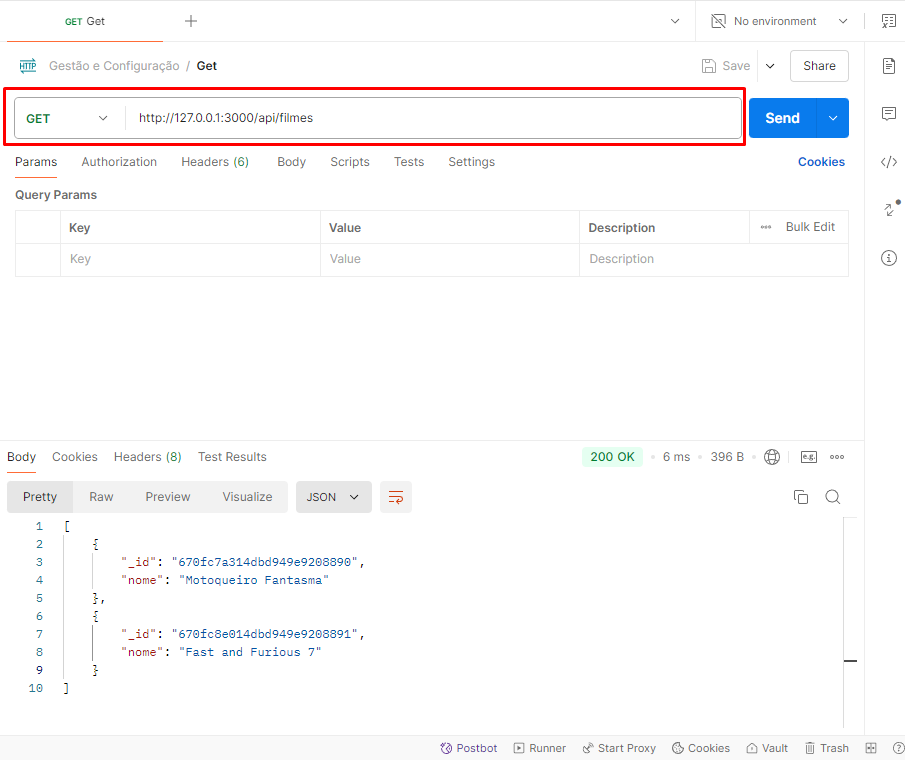 GET Get
No environment
HTTP Gestão e Configuração / Get Save Share
GET http://127.0.0.1:3000/api/filmes Send
Params Authorization Headers (6) Body Scripts Tests Settings Cookies
Query Params
Key Value Description Bulk Edit
Key Value Description
Body Cookies Headers (8) Test Results 200 OK 6 ms 396 B e.g.
Pretty Raw Preview Visualize JSON
1 [
2 {
3 "_id": "670fc7a314dbd949e9208890",
4 "nome": "Motoqueiro Fantasma"
5 },
6 {
7 "_id": "670fc8e014dbd949e9208891",
8 "nome": "Fast and Furious 7"
9 }
10 ]
Postbot Runner Start Proxy Cookies Vault Trash